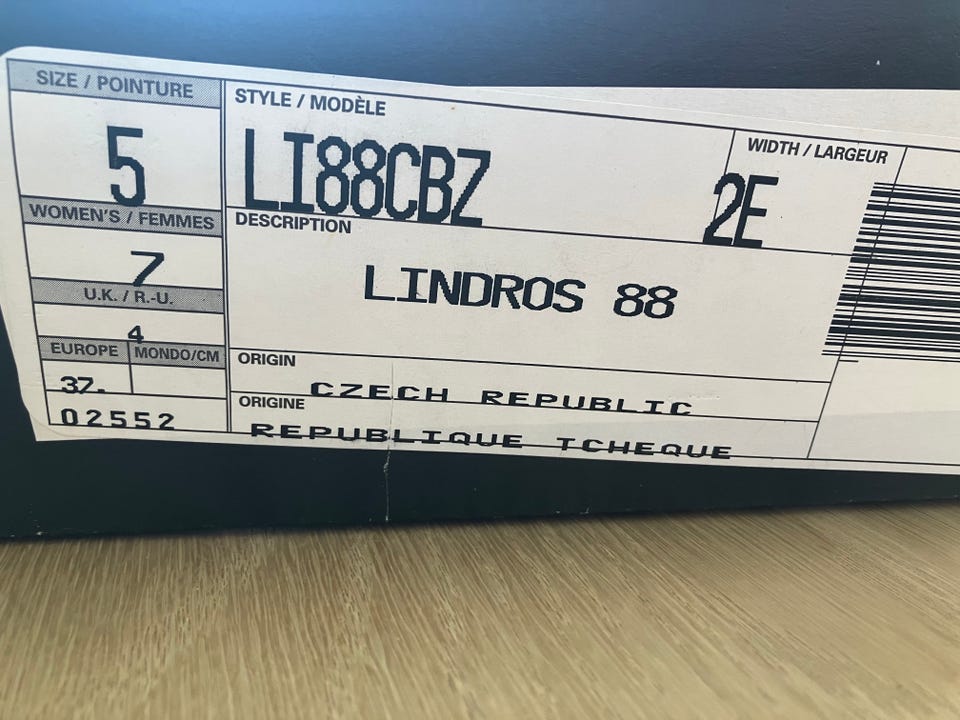 SIZE / POINTURE
5
WOMEN'S / FEMMES
7
U.K. / R.-U.
4
EUROPE MONDO/CM
37.
02552
STYLE / MODÈLE
LI88CBZ
WIDTH / LARGEUR
2E
DESCRIPTION
LINDROS 88
ORIGIN
CZECH REPUBLIC
ORIGINE
REPUBLIQUE TCHEQUE